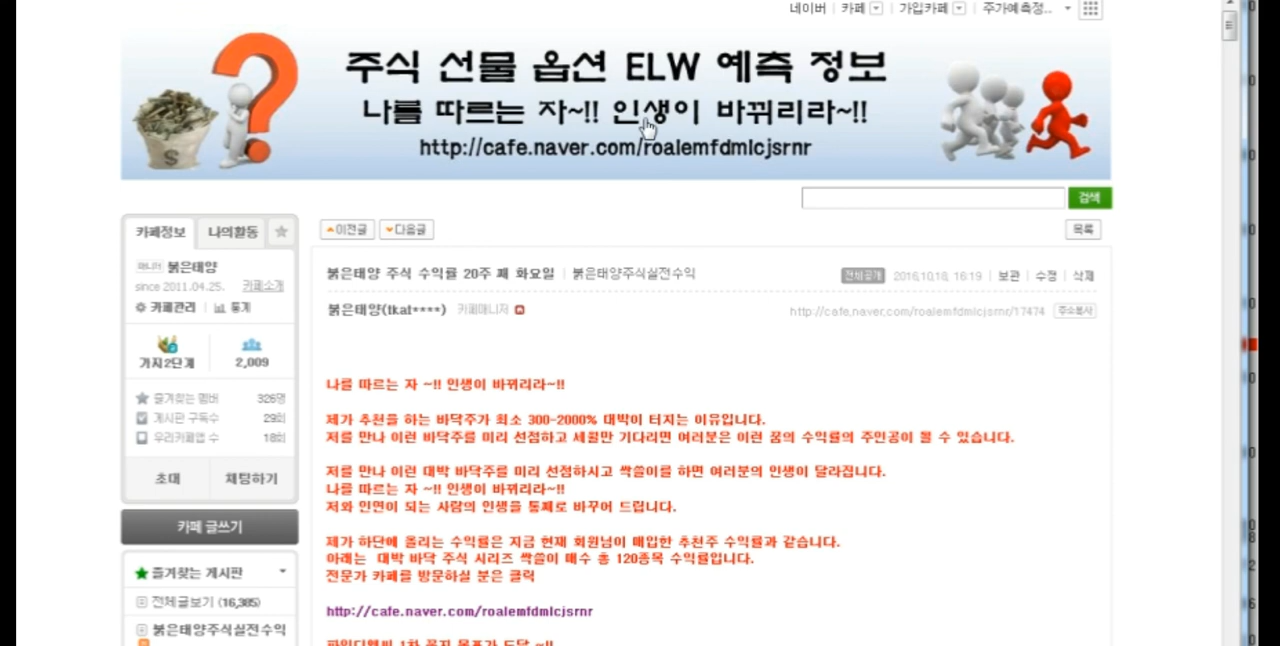 네이버 카페 가입카페 주가예측정..
주식 선물 옵션 ELW 예측 정보
나를 따르는 자~!! 인생이 바뀌리라~!!
http://cafe.naver.com/roalemfdmlcjsrnr
검색
카페정보 나의활동
이전글 다음글 목록
매니저 붉은태양
since 2011.04.25. 카페소개
카페관리 통계
가지2단계 2,009
즐겨찾는 멤버 326명
게시판 구독수 29회
우리카페앱 수 18회
초대 채팅하기
카페 글쓰기
즐겨찾는 게시판
전체글보기 (16,385)
붉은태양주식실전수익
붉은태양 주식 수익률 20주 째 화요일 붉은태양주식실전수익
전체공개 2016.10.18. 16:19 보관 수정 삭제
붉은태양(tkat****) 카페매니저
http://cafe.naver.com/roalemfdmlcjsrnr/17474 주소복사
나를 따르는 자 ~!! 인생이 바뀌리라~!!
제가 추천을 하는 바닥주가 최소 300-2000% 대박이 터지는 이유입니다.
저를 만나 이런 바닥주를 미리 선점하고 세월만 기다리면 여러분은 이런 꿈의 수익률의 주인공이 될 수 있습니다.
저를 만나 이런 대박 바닥주를 미리 선점하시고 싹쓸이를 하면 여러분의 인생이 달라집니다.
나를 따르는 자 ~!! 인생이 바뀌리라~!!
저와 인연이 되는 사람의 인생을 통째로 바꾸어 드립니다.
제가 하단에 올리는 수익률은 지금 현재 회원님이 매입한 추천주 수익률과 같습니다.
아래는 대박 바닥 주식 시리즈 싹쓸이 매수 총 120종목 수익률입니다.
전문가 카페를 방문하실 분은 클릭
http://cafe.naver.com/roalemfdmlcjsrnr